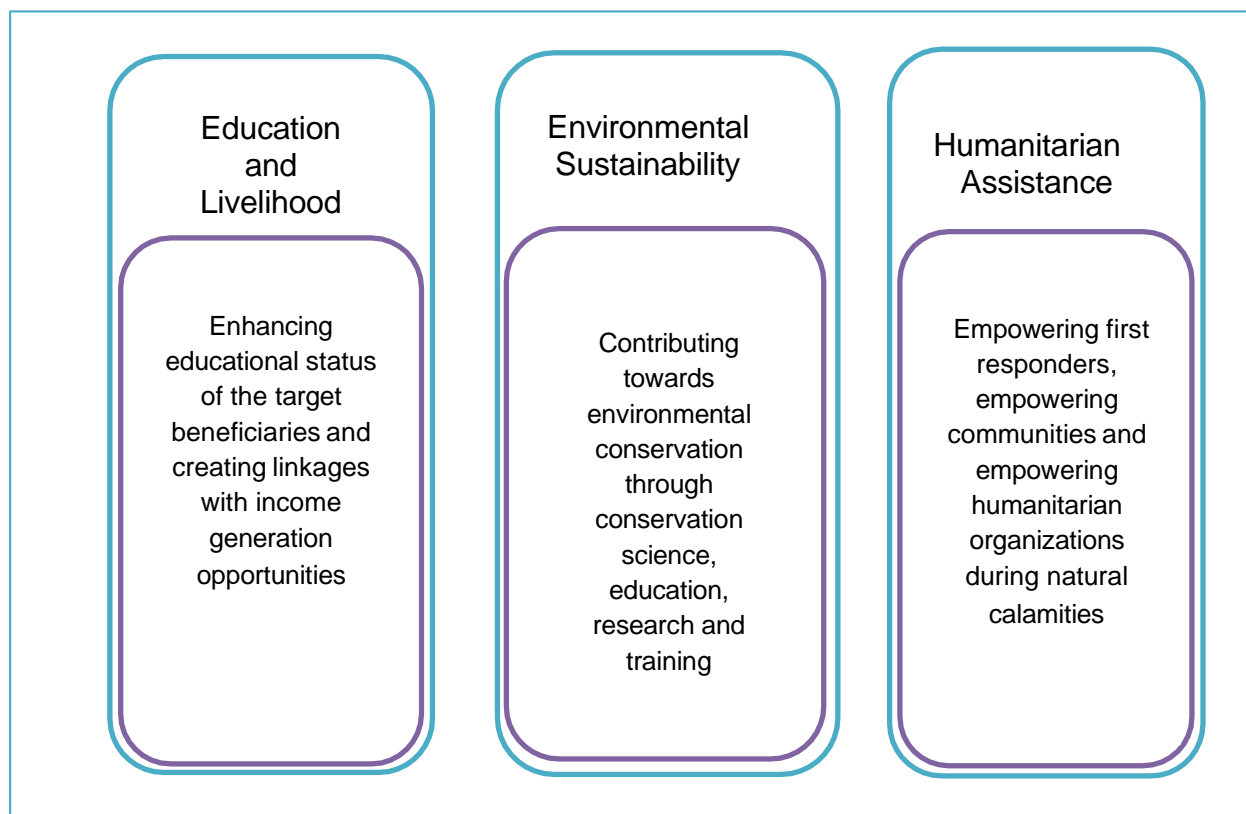 Education
and
Livelihood
Enhancing
educational status
of the target
beneficiaries and
creating linkages
with income
generation
opportunities
Environmental
Sustainability
Contributing
towards
environmental
conservation
through
conservation
science,
education,
research and
training
Humanitarian
Assistance
Empowering first
responders,
empowering
communities and
empowering
humanitarian
organizations
during natural
calamities